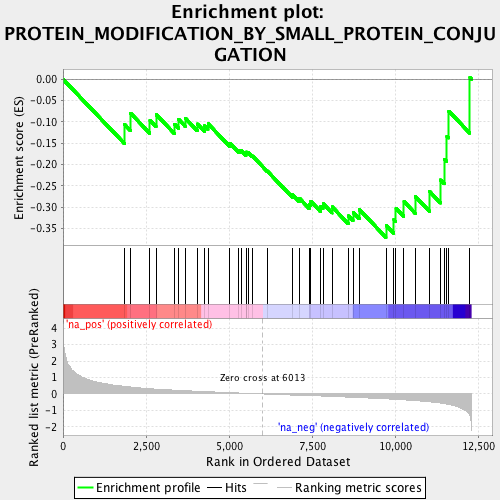 Enrichment plot:
PROTEIN_MODIFICATION_BY_SMALL_PROTEIN_CONJU
GATION
Enrichment score (ES)
0.00
-0.05
-0.10
-0.15
-0.20
-0.25
-0.30
-0.35
'na_pos' (positively correlated)
Ranked list metric (PreRanked)
4
3
2
1
0
-1
-2
Zero cross at 6013
'na_neg' (negatively correlated)
0
2,500
5,000
7,500
10,000
12,500
Rank in Ordered Dataset
Enrichment profile
Hits
Ranking metric scores